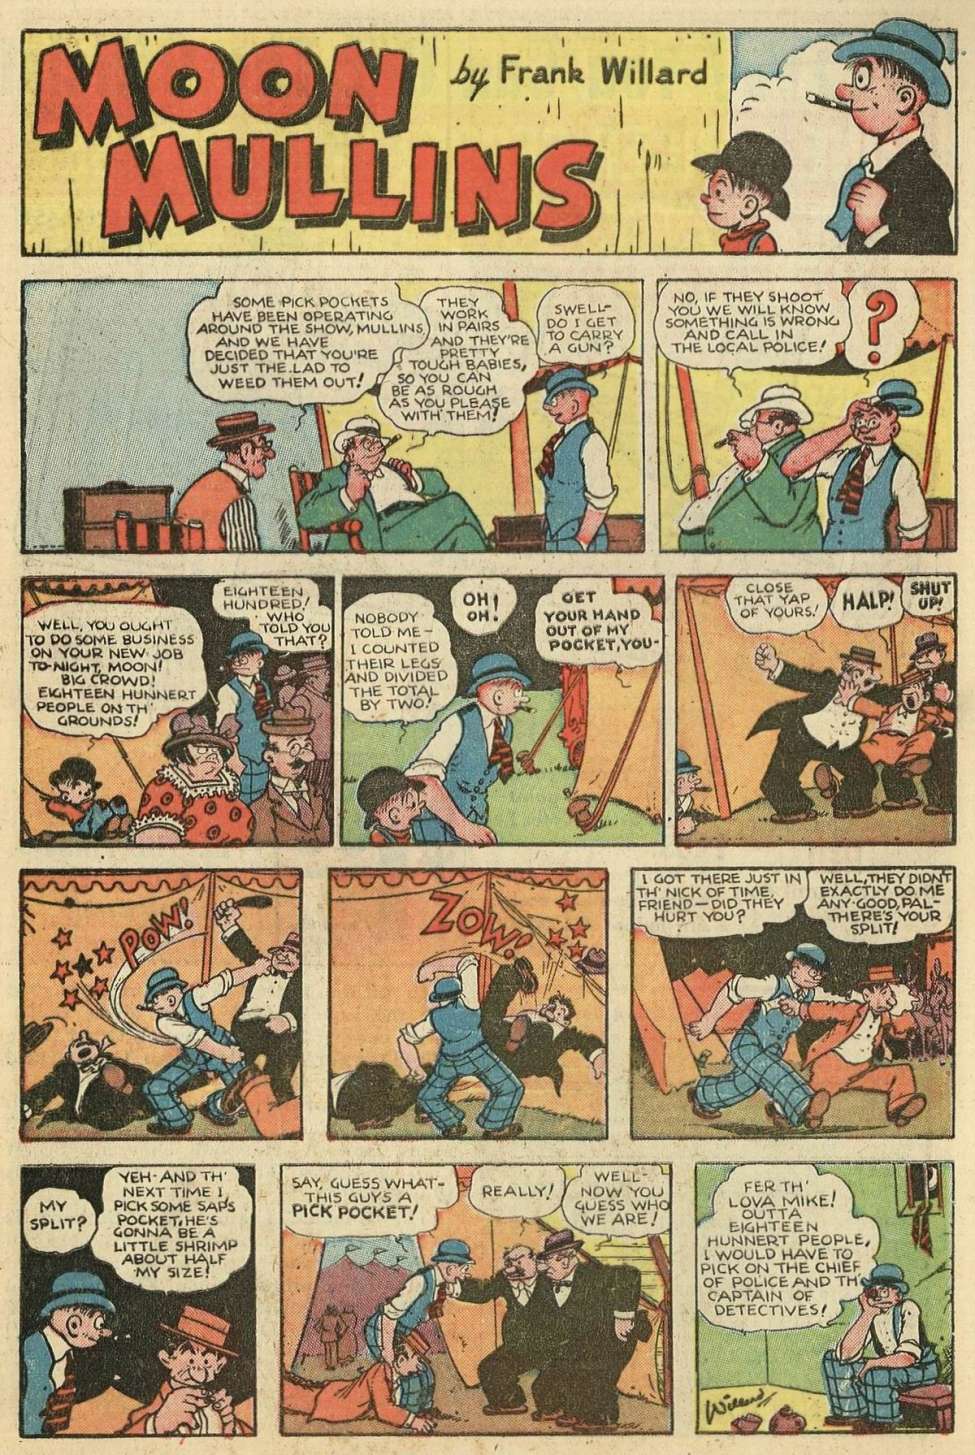 MOON
MULLINS
by Frank Willard
SOME PICK POCKETS
HAVE BEEN OPERATING
AROUND THE SHOW, MULLINS,
AND WE HAVE
DECIDED THAT YOU'RE
JUST THE LAD TO
WEED THEM OUT!
THEY
WORK
IN PAIRS
AND THEY'RE
PRETTY
TOUGH BABIES,
SO YOU CAN
BE AS ROUGH
AS YOU PLEASE
WITH THEM!
SWELL-
DO I GET
TO CARRY
A GUN?
NO, IF THEY SHOOT
YOU WE WILL KNOW
SOMETHING IS WRONG
AND CALL IN
THE LOCAL POLICE!
?
WELL, YOU OUGHT
TO DO SOME BUSINESS
ON YOUR NEW JOB
TO-NIGHT, MOON!
BIG CROWD!
EIGHTEEN HUNNERT
PEOPLE ON TH'
GROUNDS!
EIGHTEEN
HUNDRED!
WHO
TOLD YOU
THAT?
NOBODY
TOLD ME-
I COUNTED
THEIR LEGS
AND DIVIDED
THE TOTAL
BY TWO!
OH!
OH!
GET
YOUR HAND
OUT OF MY
POCKET, YOU-
CLOSE
THAT YAP
OF YOURS!
HALP!
SHUT
UP!
POW!
ZOW!
I GOT THERE JUST IN
TH' NICK OF TIME,
FRIEND-DID THEY
HURT YOU?
WELL, THEY DIDN'T
EXACTLY DO ME
ANY GOOD, PAL-
THERE'S YOUR
SPLIT!
MY
SPLIT?
YEH- AND TH'
NEXT TIME I
PICK SOME SAP'S
POCKET, HE'S
GONNA BE A
LITTLE SHRIMP
ABOUT HALF
MY SIZE!
SAY, GUESS WHAT-
THIS GUY'S A
PICK POCKET!
REALLY!
WELL-
NOW YOU
GUESS WHO
WE ARE!
FER TH'
LOVA MIKE!
OUTTA
EIGHTEEN
HUNNERT PEOPLE,
I WOULD HAVE TO
PICK ON THE CHIEF
OF POLICE AND TH'
CAPTAIN OF
DETECTIVES!
Willard